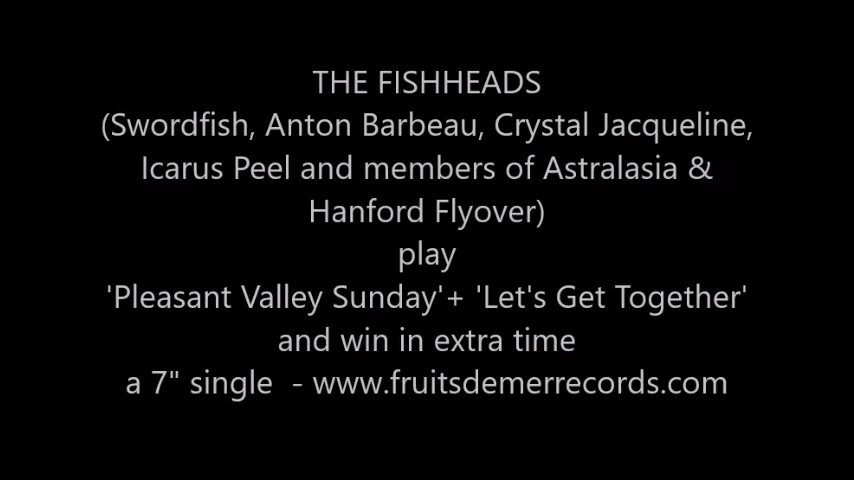 THE FISHHEADS
(Swordfish, Anton Barbeau, Crystal Jacqueline,
Icarus Peel and members of Astralasia &
Hanford Flyover)
play
'Pleasant Valley Sunday'+ 'Let's Get Together'
and win in extra time
a 7" single  - www.fruitsdemerrecords.com